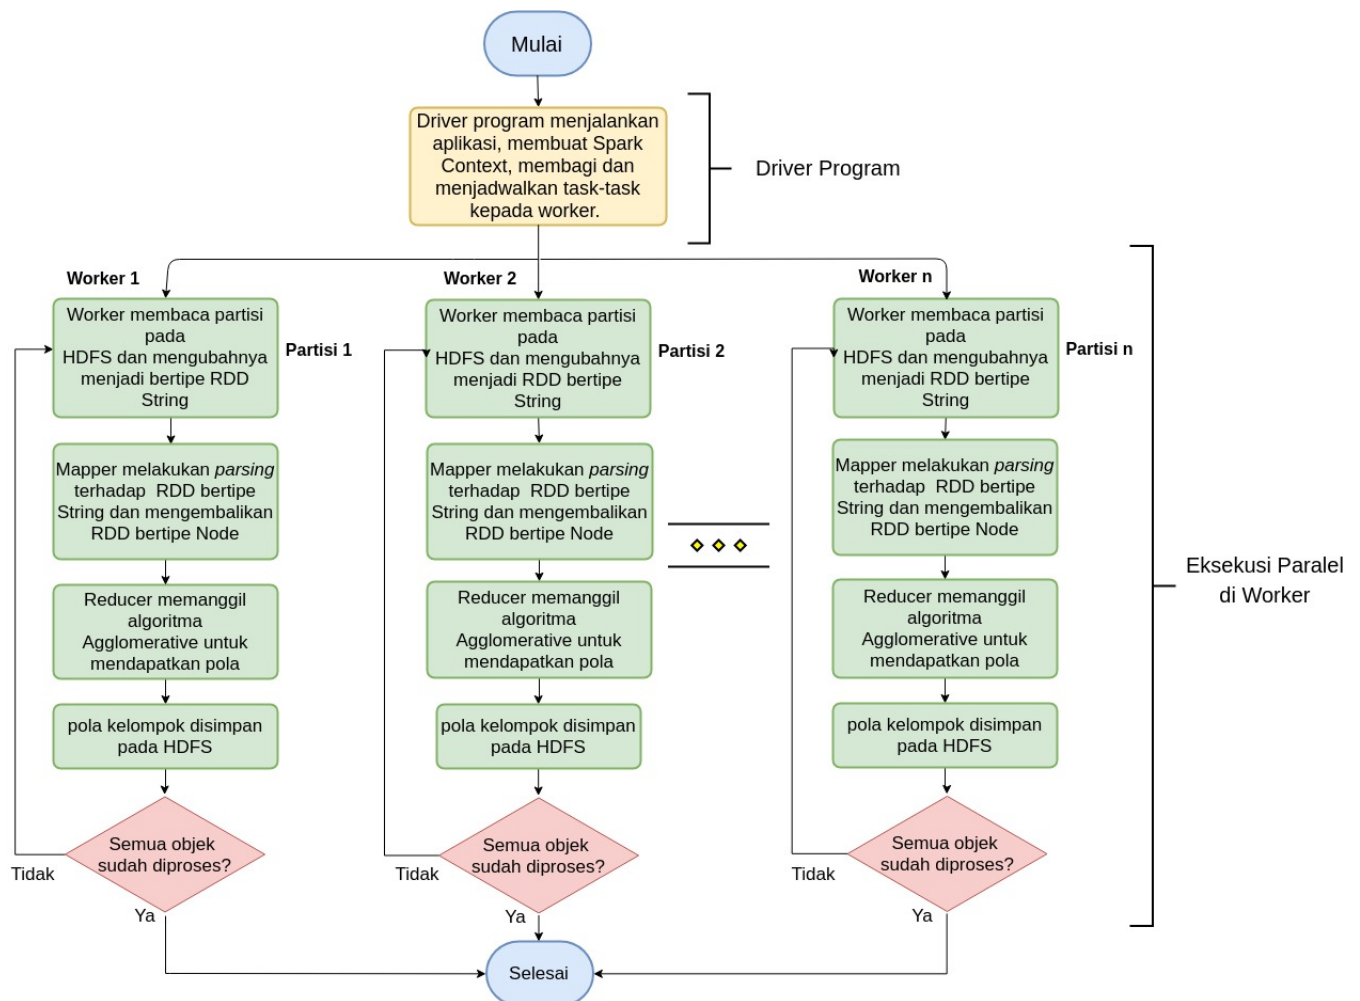 Mulai
Driver program menjalankan
aplikasi, membuat Spark
Context, membagi dan
menjadwalkan task-task
kepada worker.
Driver Program
Worker 1
Worker membaca partisi
pada
HDFS dan mengubahnya
menjadi bertipe RDD
String
Partisi 1
Mapper melakukan parsing
terhadap RDD bertipe
String dan mengembalikan
RDD bertipe Node
Reducer memanggil
algoritma
Agglomerative untuk
mendapatkan pola
pola kelompok disimpan
pada HDFS
Semua objek
sudah diproses?
Tidak
Ya
Worker 2
Worker membaca partisi
pada
HDFS dan mengubahnya
menjadi RDD bertipe
String
Partisi 2
Mapper melakukan parsing
terhadap RDD bertipe
String dan mengembalikan
RDD bertipe Node
Reducer memanggil
algoritma
Agglomerative untuk
mendapatkan pola
pola kelompok disimpan
pada HDFS
Semua objek
sudah diproses?
Tidak
Ya
Worker n
Worker membaca partisi
pada
HDFS dan mengubahnya
menjadi RDD bertipe
String
Partisi n
Mapper melakukan parsing
terhadap RDD bertipe
String dan mengembalikan
RDD bertipe Node
Reducer memanggil
algoritma
Agglomerative untuk
mendapatkan pola
pola kelompok disimpan
pada HDFS
Semua objek
sudah diproses?
Tidak
Ya
Eksekusi Paralel
di Worker
Selesai